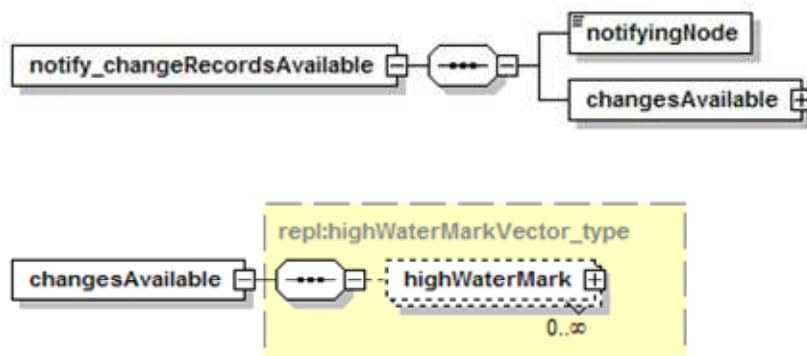 notifyingNode
notify_changeRecordsAvailable
changesAvailable
repl:highWaterMarkVector_type
changesAvailable
highWaterMark
0..∞